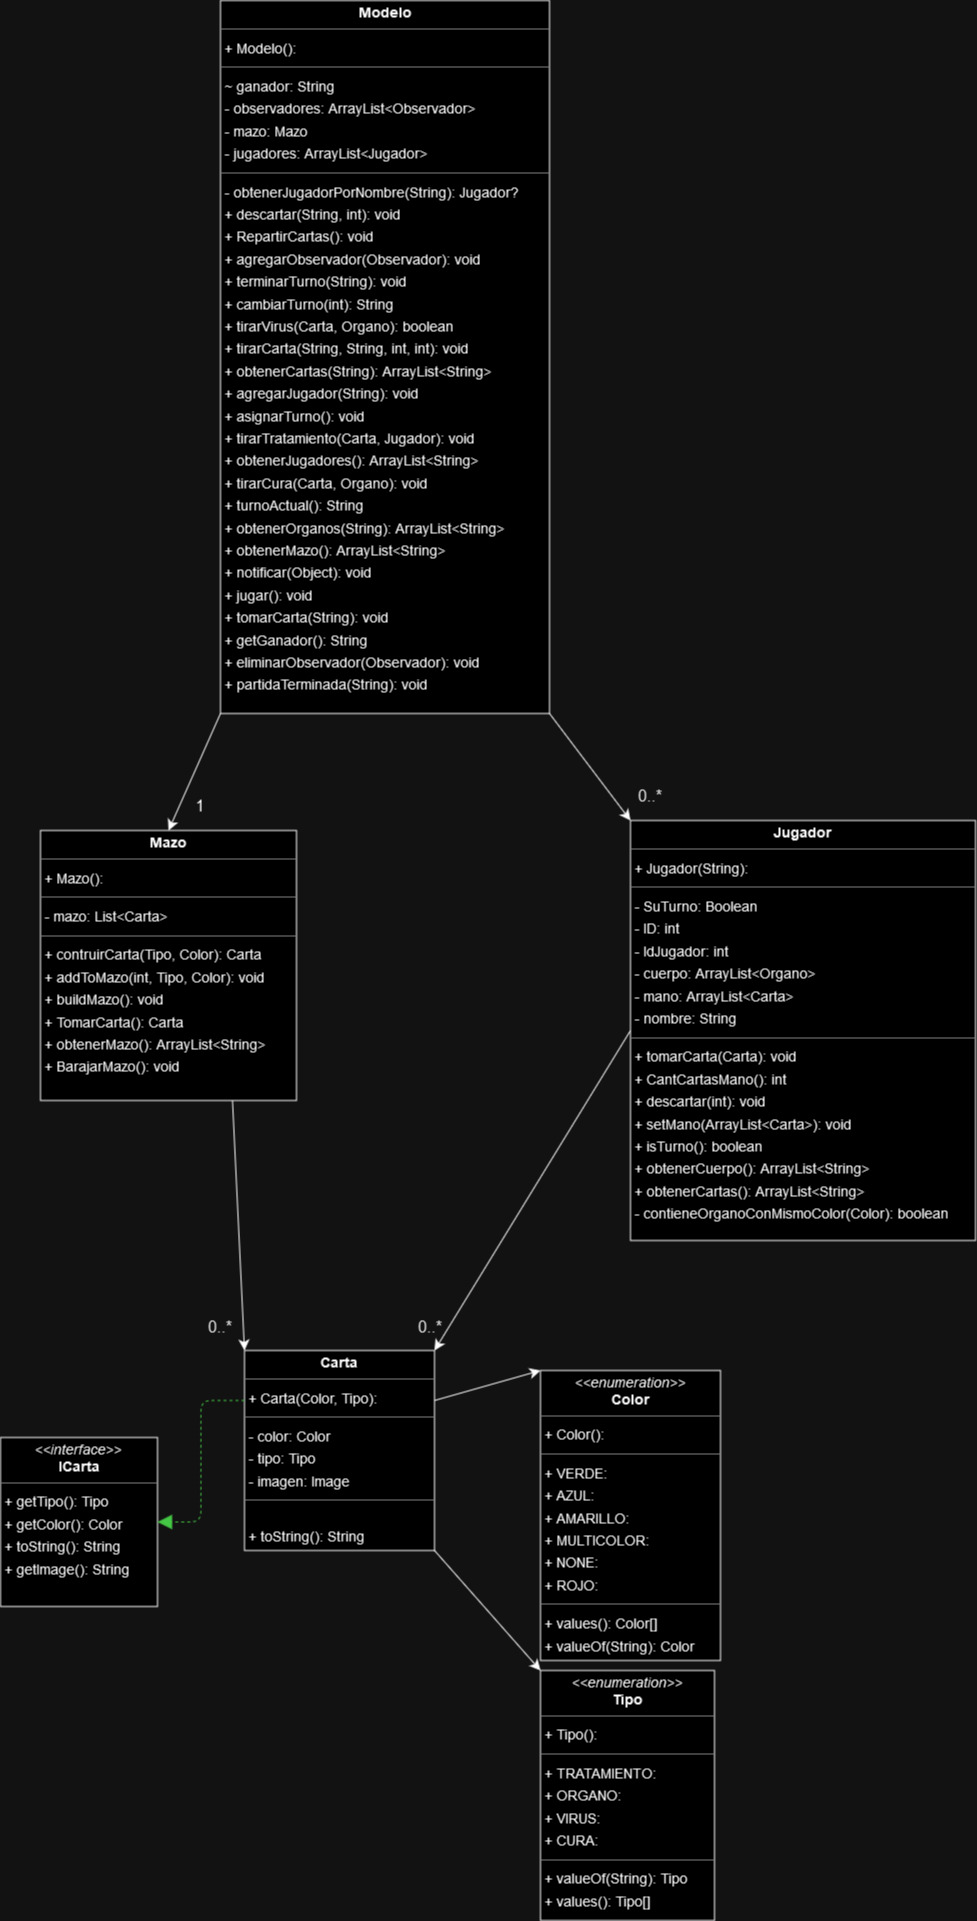 Modelo
+ Modelo():
~ ganador: String
- observadores: ArrayList<Observador>
- mazo: Mazo
- jugadores: ArrayList<Jugador>
- obtenerJugadorPorNombre(String): Jugador?
+ descartar(String, int): void
+ RepartirCartas(): void
+ agregarObservador(Observador): void
+ terminarTurno(String): void
+ cambiarTurno(int): String
+ tirarVirus(Carta, Organo): boolean
+ tirarCarta(String, String, int, int): void
+ obtenerCartas(String): ArrayList<String>
+ agregarJugador(String): void
+ asignarTurno(): void
+ tirarTratamiento(Carta, Jugador): void
+ obtenerJugadores(): ArrayList<String>
+ tirarCura(Carta, Organo): void
+ turnoActual(): String
+ obtenerOrganos(String): ArrayList<String>
+ obtenerMazo(): ArrayList<String>
+ notificar(Object): void
+ jugar(): void
+ tomarCarta(String): void
+ getGanador(): String
+ eliminarObservador(Observador): void
+ partidaTerminada(String): void
1
0..*
Mazo
+ Mazo():
- mazo: List<Carta>
+ contruirCarta(Tipo, Color): Carta
+ addToMazo(int, Tipo, Color): void
+ buildMazo(): void
+ TomarCarta(): Carta
+ obtenerMazo(): ArrayList<String>
+ BarajarMazo(): void
Jugador
+ Jugador(String):
- SuTurno: Boolean
- ID: int
- IdJugador: int
- cuerpo: ArrayList<Organo>
- mano: ArrayList<Carta>
- nombre: String
+ tomarCarta(Carta): void
+ CantCartasMano(): int
+ descartar(int): void
+ setMano(ArrayList<Carta>): void
+ isTurno(): boolean
+ obtenerCuerpo(): ArrayList<String>
+ obtenerCartas(): ArrayList<String>
- contieneOrganoConMismoColor(Color): boolean
0..*
0..*
Carta
+ Carta(Color, Tipo):
- color: Color
- tipo: Tipo
- imagen: Image
+ toString(): String
<<interface>>
ICarta
+ getTipo(): Tipo
+ getColor(): Color
+ toString(): String
+ getImage(): String
<<enumeration>>
Color
+ Color():
+ VERDE:
+ AZUL:
+ AMARILLO:
+ MULTICOLOR:
+ NONE:
+ ROJO:
+ values(): Color[]
+ valueOf(String): Color
<<enumeration>>
Tipo
+ Tipo():
+ TRATAMIENTO:
+ ORGANO:
+ VIRUS:
+ CURA:
+ valueOf(String): Tipo
+ values(): Tipo[]